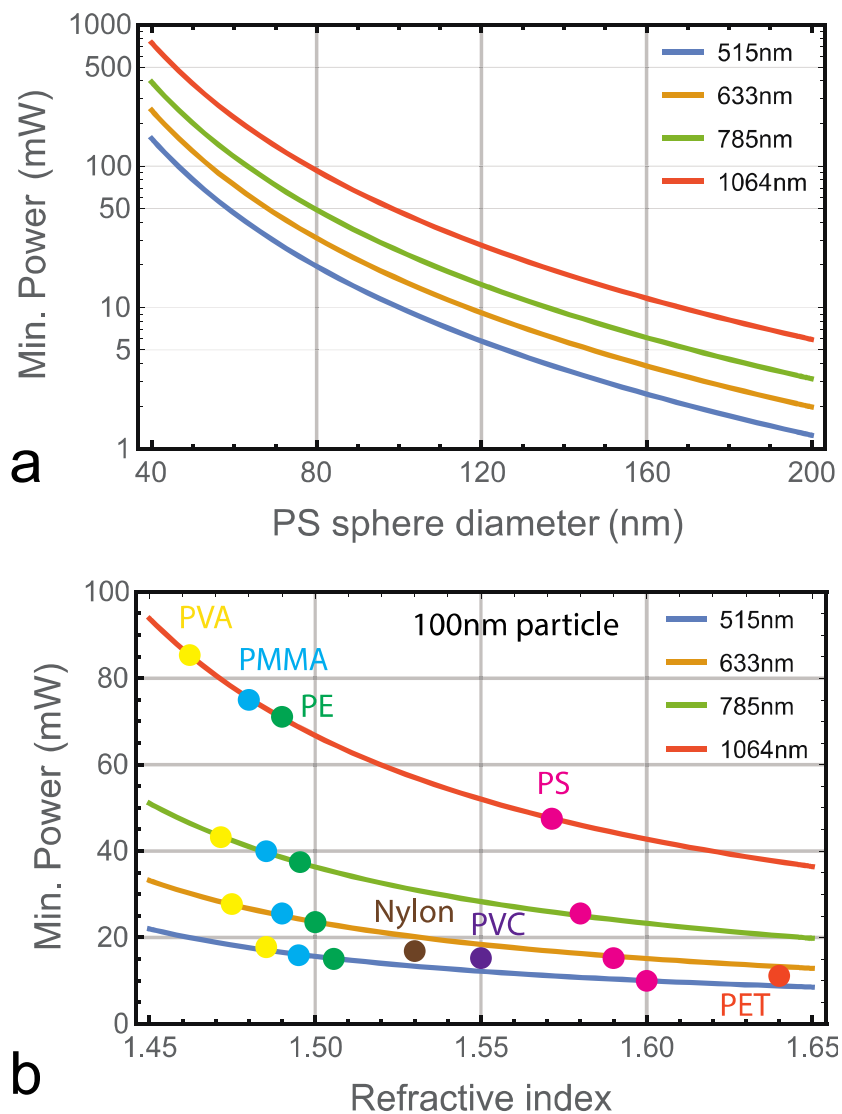 1000
500
100
50
10
5
1
Min. Power (mW)
515nm
633nm
785nm
1064nm
40 80 120 160 200
PS sphere diameter (nm)
a
100
80
60
40
20
0
Min. Power (mW)
PVA
PMMA
PE
100nm particle
515nm
633nm
785nm
1064nm
PS
Nylon
PVC
PET
1.45 1.50 1.55 1.60 1.65
Refractive index
b